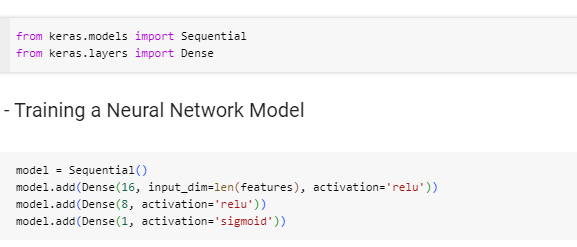 from keras.models import Sequential
from keras.layers import Dense
- Training a Neural Network Model
model = Sequential()
model.add(Dense(16, input_dim=len(features), activation='relu'))
model.add(Dense(8, activation='relu'))
model.add(Dense(1, activation='sigmoid'))